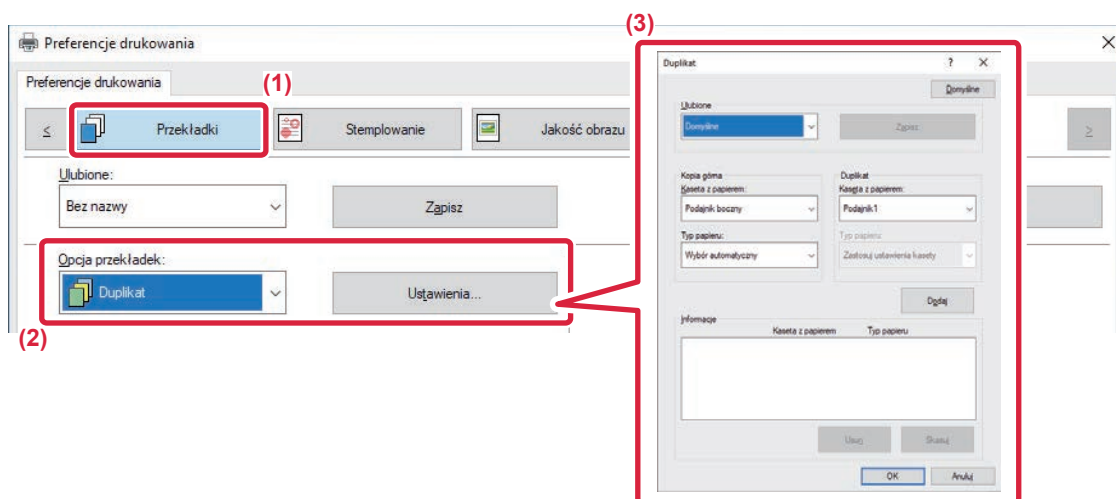 (3)
Preferencje drukowania
Preferencje drukowania
(1)
< Przekładki Stemplowanie Jakość obrazu >
Ulubione:
Bez nazwy Zapisz
Opcja przekładek:
Duplikat Ustawienia...
(2)
Duplikat ? ×
Domyślne
Ulubione
Domyślne Zapisz
Kopia górna Duplikat
Kaseta z papierem: Kaseta z papierem:
Podajnik boczny Podajnik1
Typ papieru: Typ papieru:
Wybór automatyczny Zastosuj ustawienia kasety
Dodaj
Informacje
Kaseta z papierem Typ papieru
Usuń Skasuj
OK Anuluj